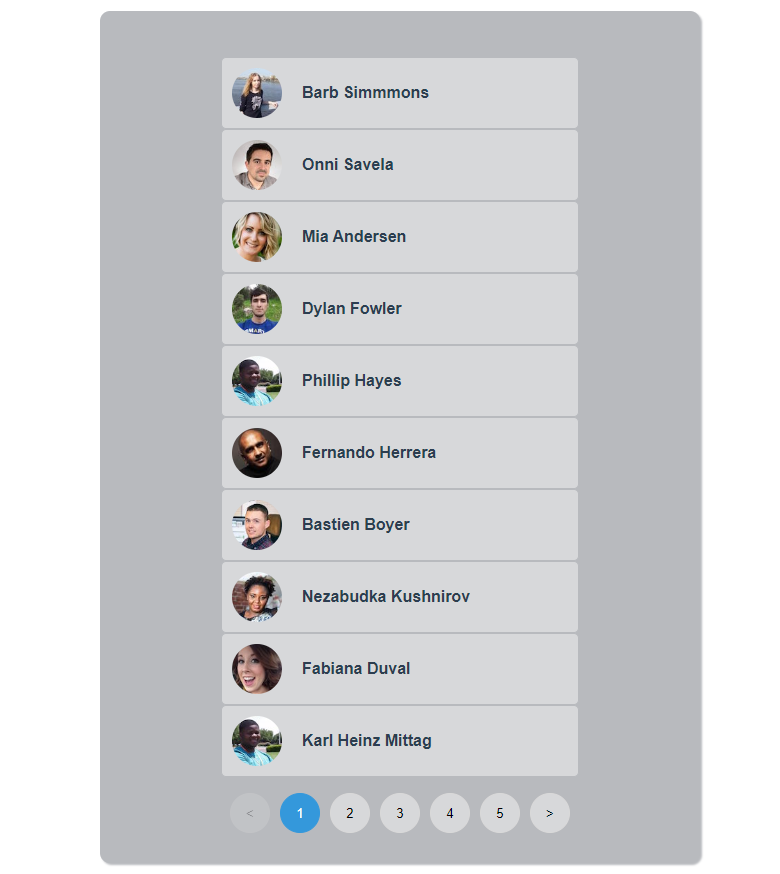 Barb Simmmons
Onni Savela
Mia Andersen
Dylan Fowler
Phillip Hayes
Fernando Herrera
Bastien Boyer
Nezabudka Kushnirov
Fabiana Duval
Karl Heinz Mittag
< 1 2 3 4 5 >